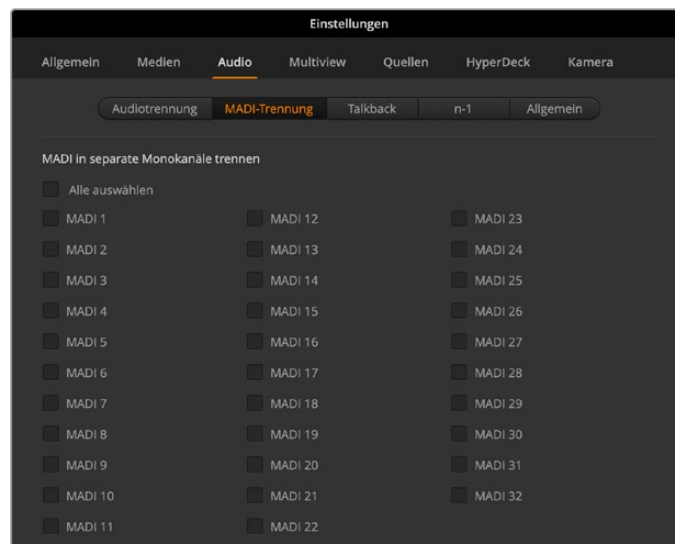 Einstellungen
Allgemein Medien Audio Multiview Quellen HyperDeck Kamera
Audiotrennung MADI-Trennung Talkback n-1 Allgemein
MADI in separate Monokanäle trennen
Alle auswählen
MADI 1 MADI 12 MADI 23
MADI 2 MADI 13 MADI 24
MADI 3 MADI 14 MADI 25
MADI 4 MADI 15 MADI 26
MADI 5 MADI 16 MADI 27
MADI 6 MADI 17 MADI 28
MADI 7 MADI 18 MADI 29
MADI 8 MADI 19 MADI 30
MADI 9 MADI 20 MADI 31
MADI 10 MADI 21 MADI 32
MADI 11 MADI 22